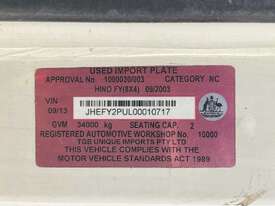 USED IMPORT PLATE
APPROVAL No. 1090030/003 CATEGORY NC
HINO FY(8X4) 09/2003
VIN
09/13 JHEFY2PUL00010717
GVM 34000 kg SEATING CAP. 2
REGISTERED AUTOMOTIVE WORKSHOP No. 10000
TGB UNIQUE IMPORTS PTY LTD
THIS VEHICLE COMPLIES WITH THE
MOTOR VEHICLE STANDARDS ACT 1989